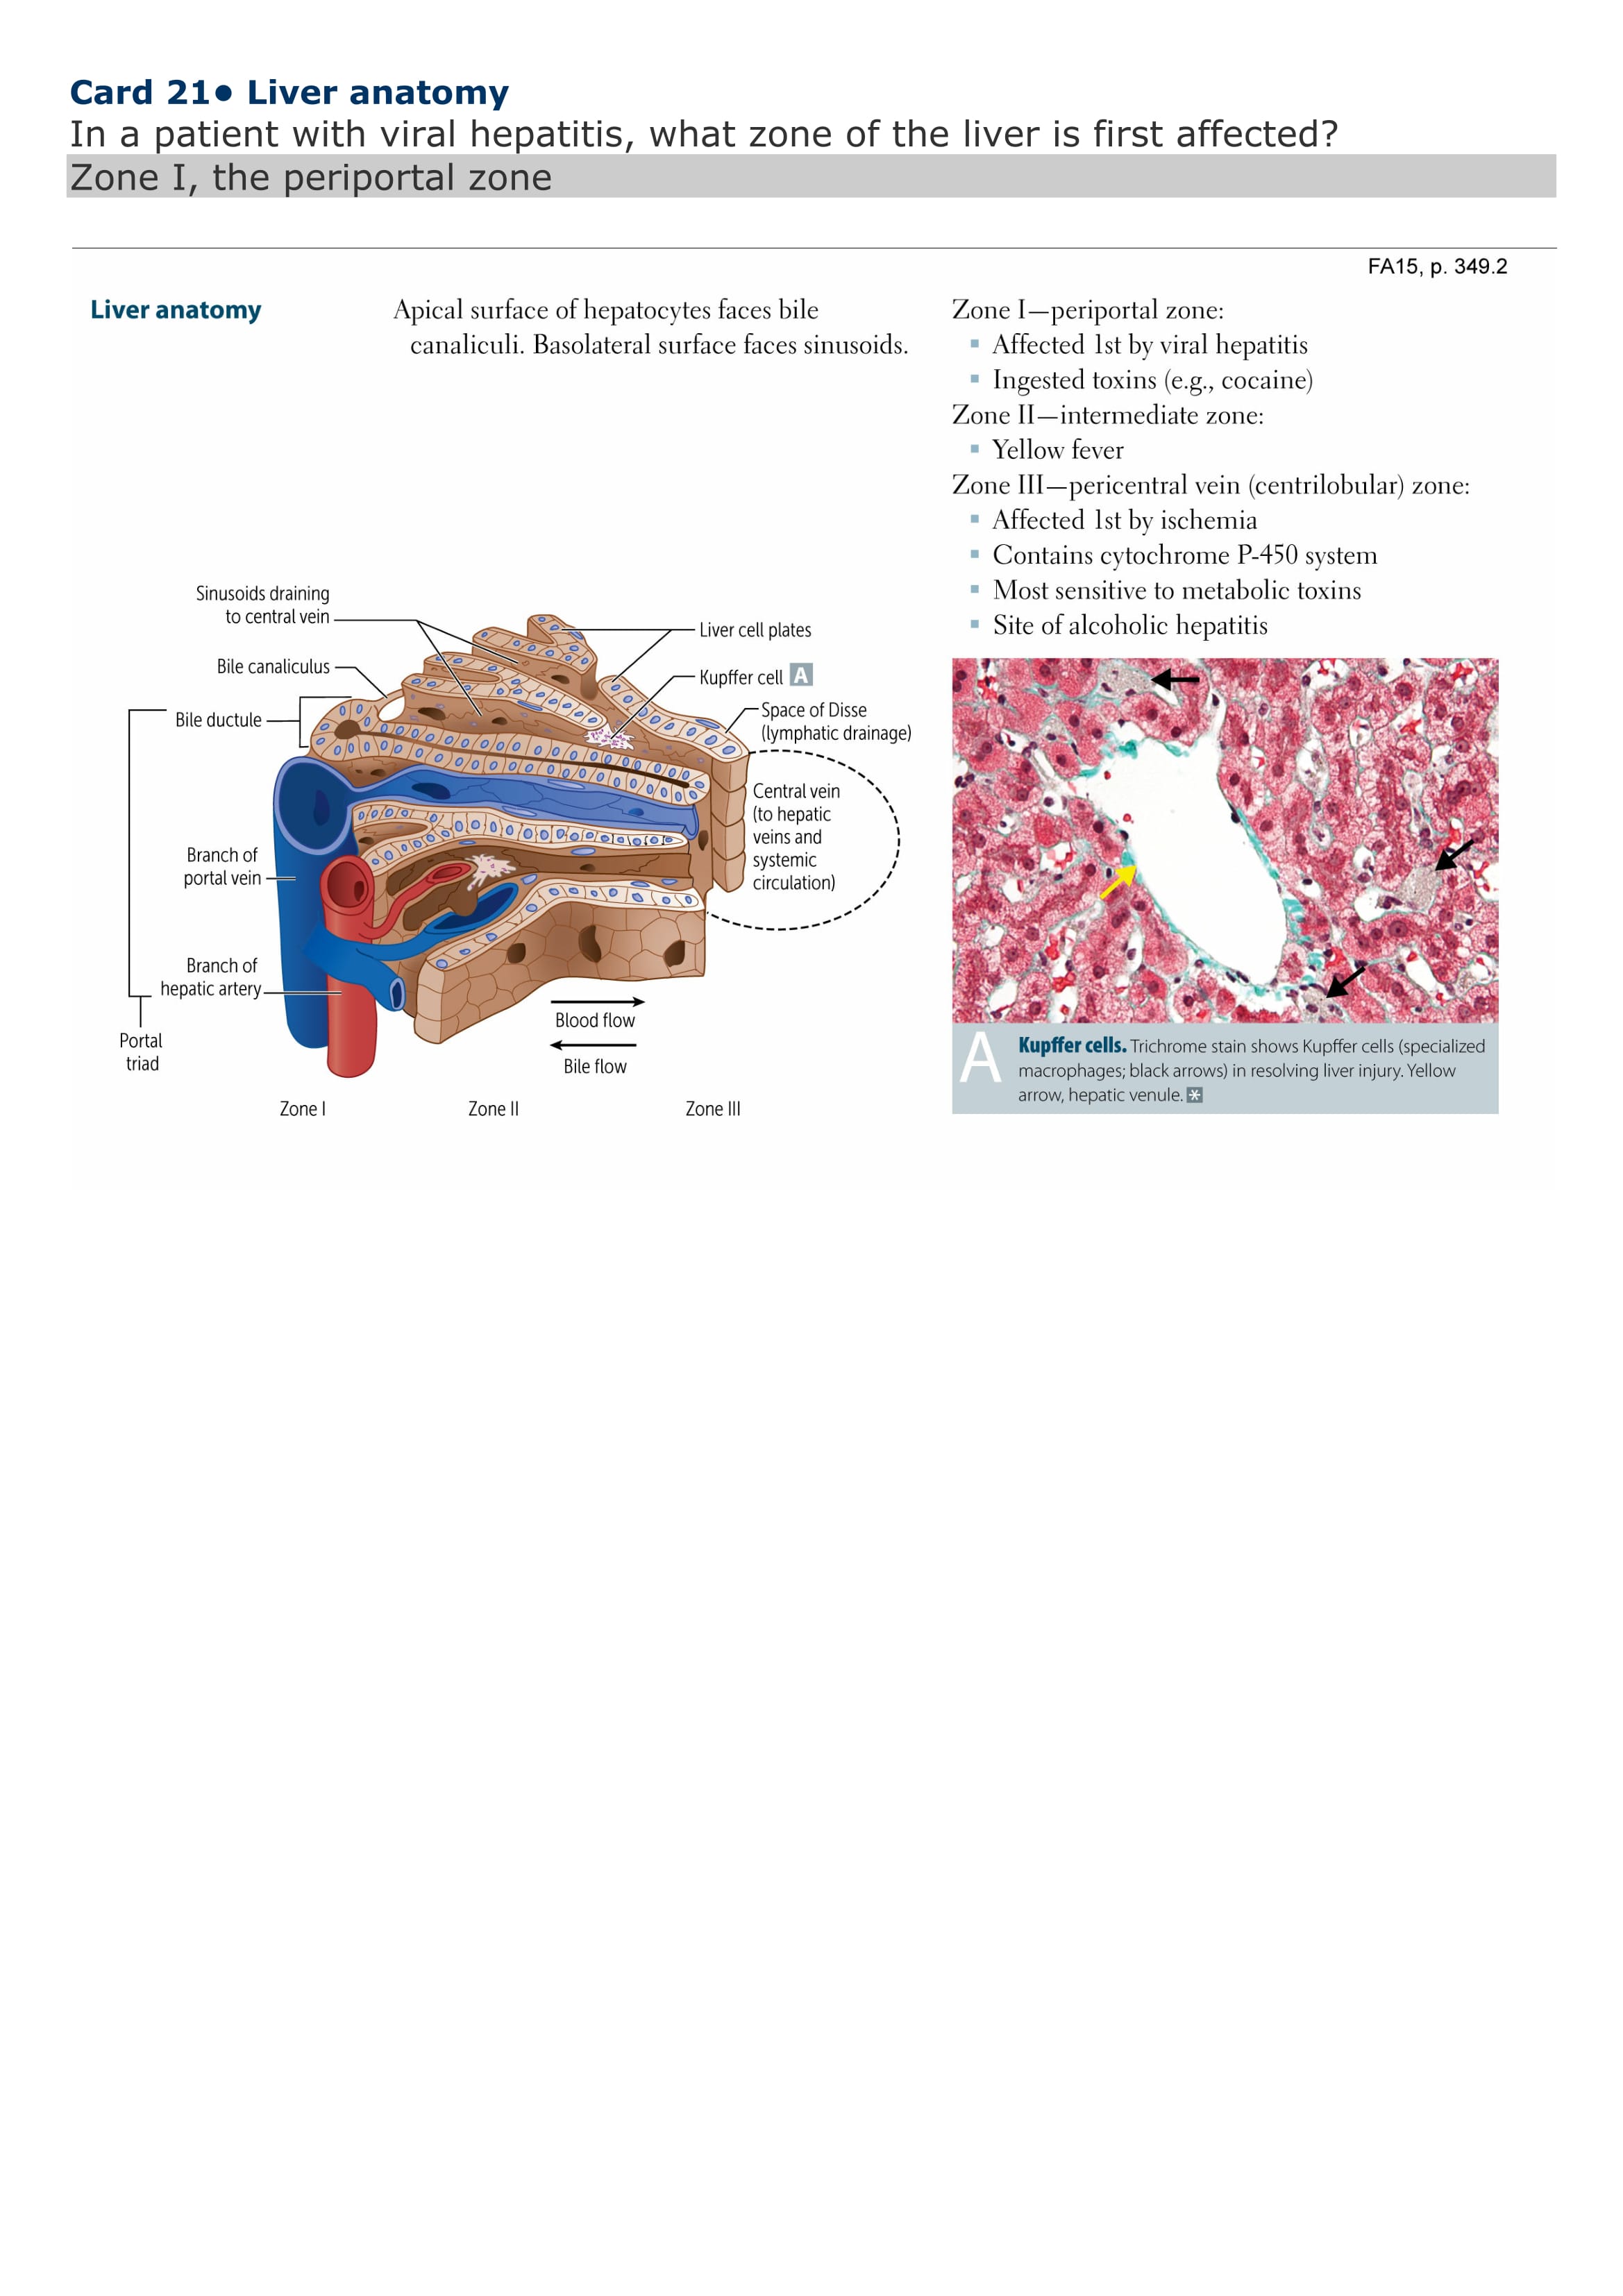 Card 21● Liver anatomy
In a patient with viral hepatitis, what zone of the liver is first affected?
Zone I, the periportal zone
FA15, p. 349.2
Liver anatomy
Apical surface of hepatocytes faces bile
canaliculi. Basolateral surface faces sinusoids.
Zone I—periportal zone:
▪ Affected 1st by viral hepatitis
▪ Ingested toxins (e.g., cocaine)
Zone II—intermediate zone:
▪ Yellow fever
Zone III—pericentral vein (centrilobular) zone:
▪ Affected 1st by ischemia
▪ Contains cytochrome P-450 system
▪ Most sensitive to metabolic toxins
▪ Site of alcoholic hepatitis
Sinusoids draining
to central vein
Bile canaliculus
Bile ductule
Branch of
portal vein
Branch of
hepatic artery
Portal
triad
Liver cell plates
Kupffer cell A
Space of Disse
(lymphatic drainage)
Central vein
(to hepatic
veins and
systemic
circulation)
Blood flow
Bile flow
Zone I
Zone II
Zone III
A
Kupffer cells. Trichrome stain shows Kupffer cells (specialized
macrophages; black arrows) in resolving liver injury. Yellow
arrow, hepatic venule. *